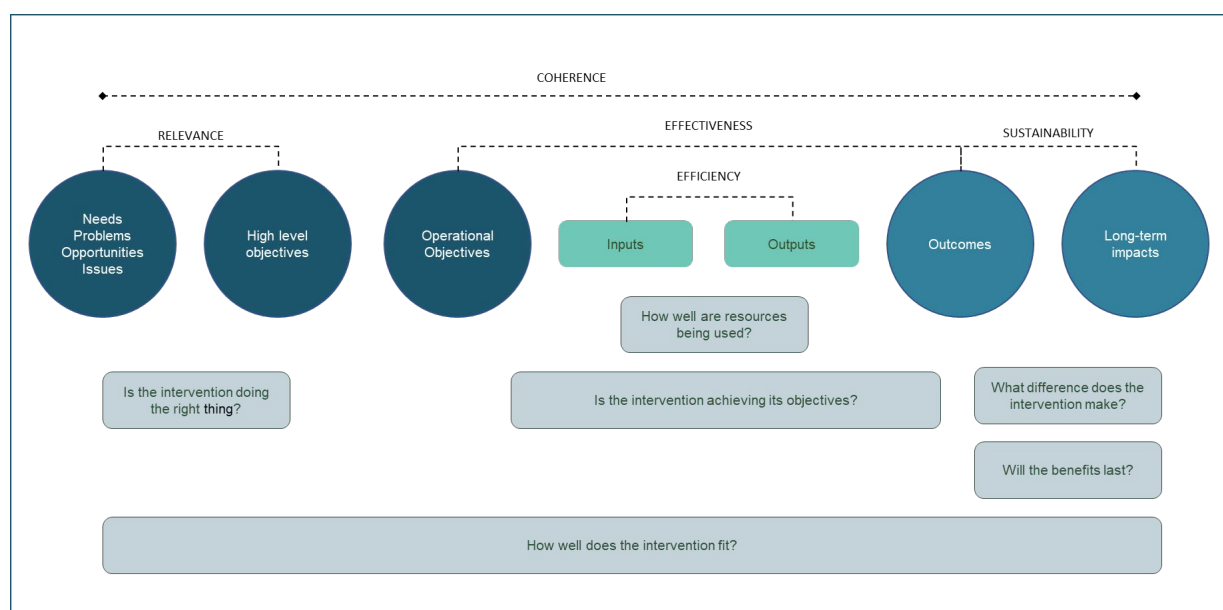 COHERENCE
RELEVANCE
EFFECTIVENESS
SUSTAINABILITY
EFFICIENCY
Needs
Problems
Opportunities
Issues
High level
objectives
Operational
Objectives
Inputs
Outputs
Outcomes
Long-term
impacts
How well are resources
being used?
Is the intervention doing
the right thing?
Is the intervention achieving its objectives?
What difference does the
intervention make?
Will the benefits last?
How well does the intervention fit?